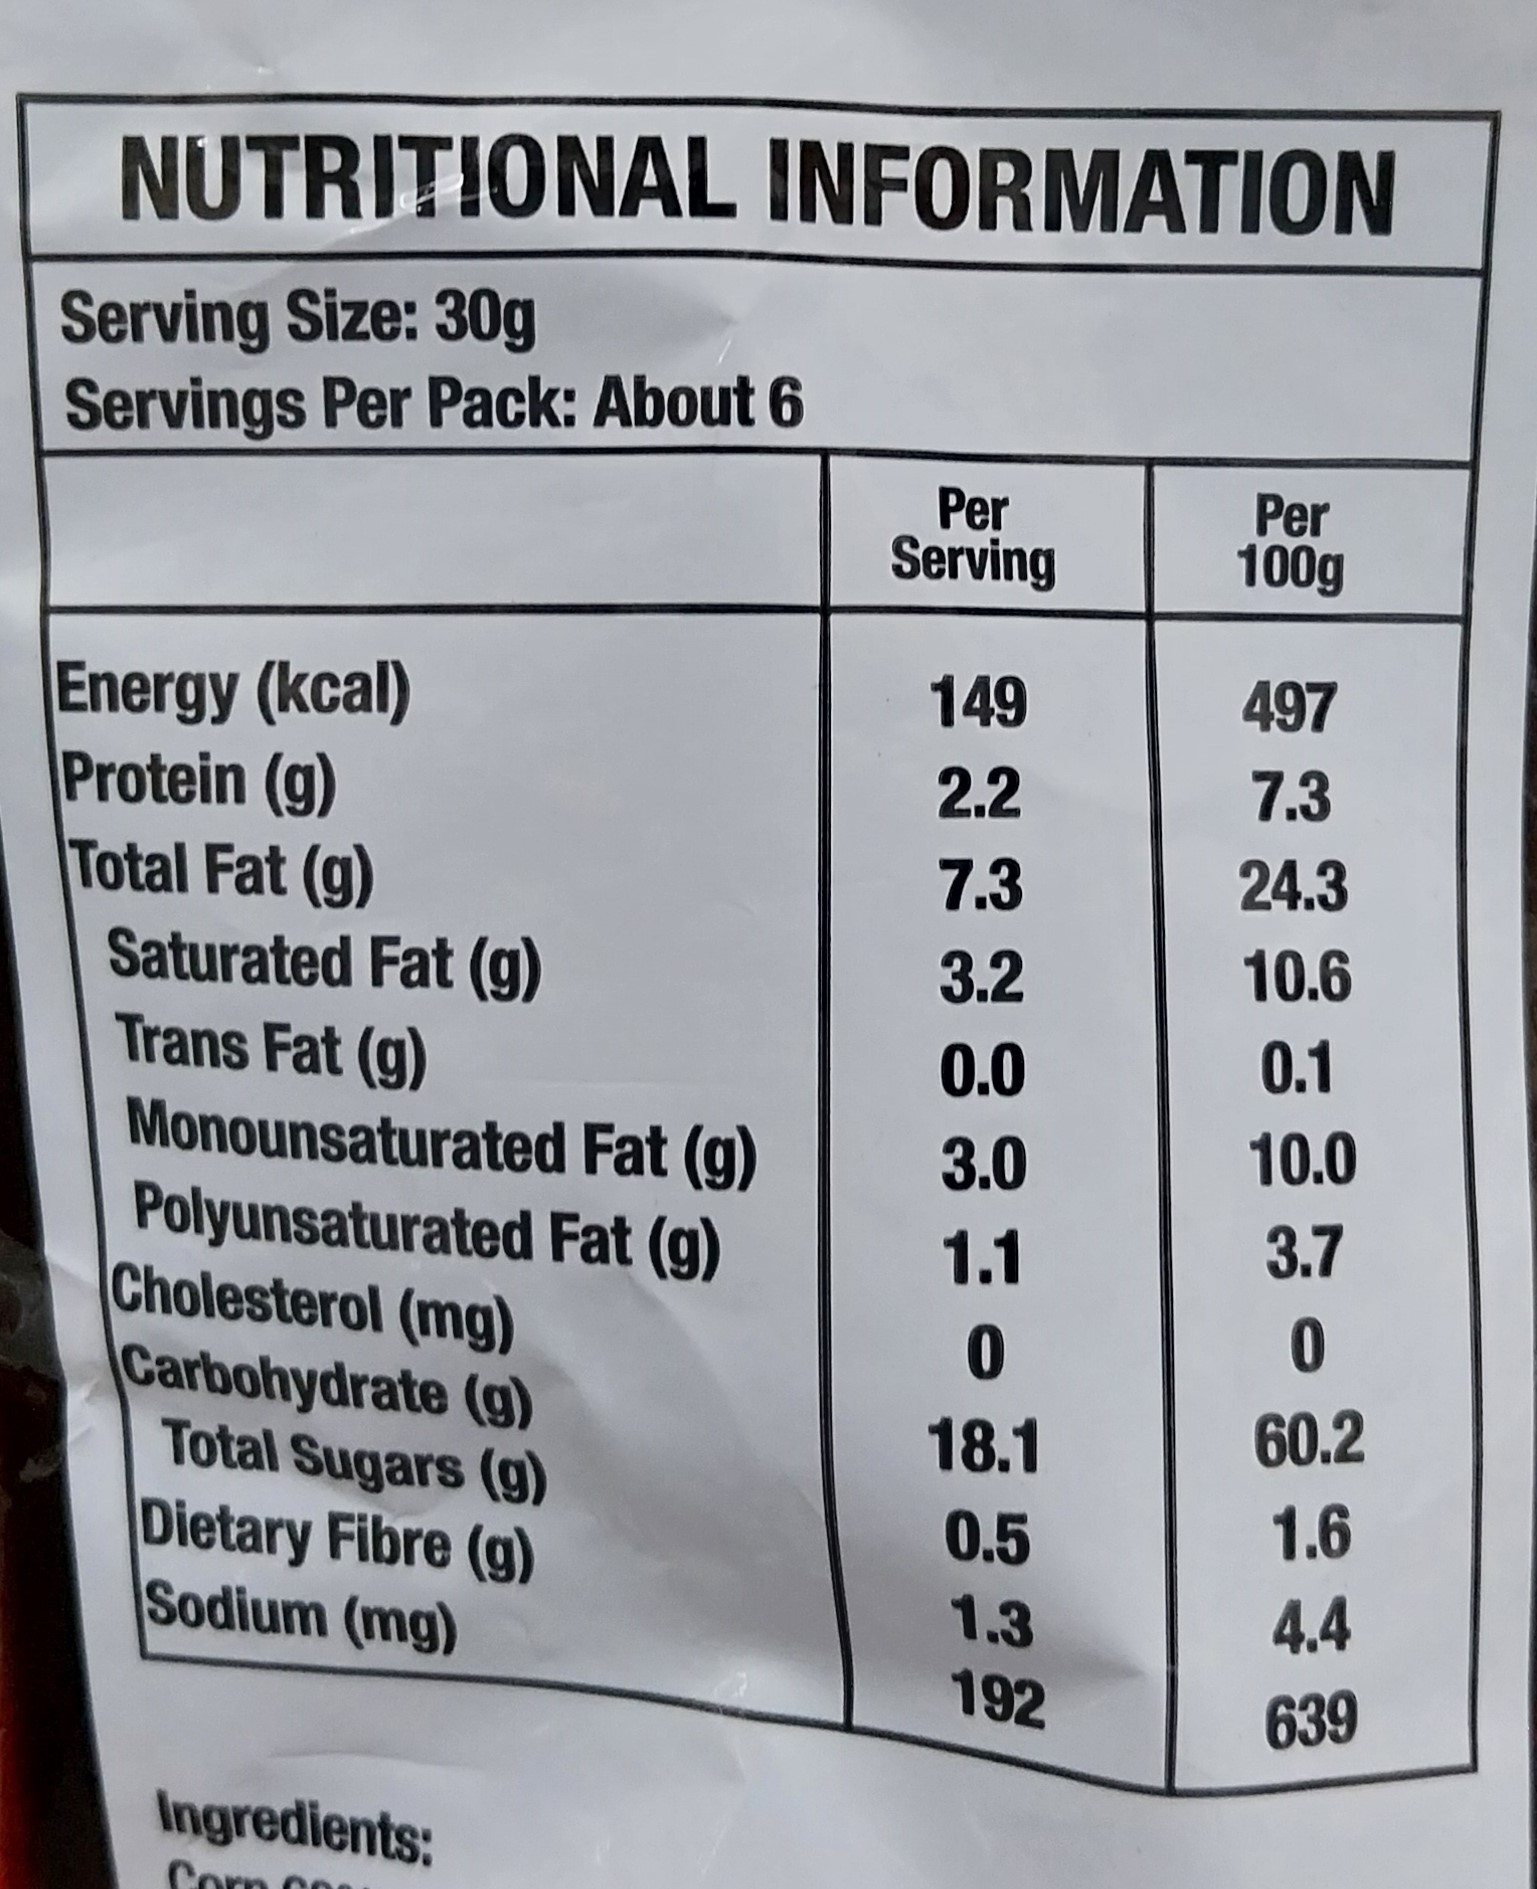 NUTRITIONAL INFORMATION
Serving Size: 30g
Servings Per Pack: About 6
Per Serving Per 100g
Energy (kcal) 149 497
Protein (g) 2.2 7.3
Total Fat (g) 7.3 24.3
Saturated Fat (g) 3.2 10.6
Trans Fat (g) 0.0 0.1
Monounsaturated Fat (g) 3.0 10.0
Polyunsaturated Fat (g) 1.1 3.7
Cholesterol (mg) 0 0
Carbohydrate (g) 18.1 60.2
Total Sugars (g) 0.5 1.6
Dietary Fibre (g) 1.3 4.4
Sodium (mg) 192 639
Ingredients:
Corn